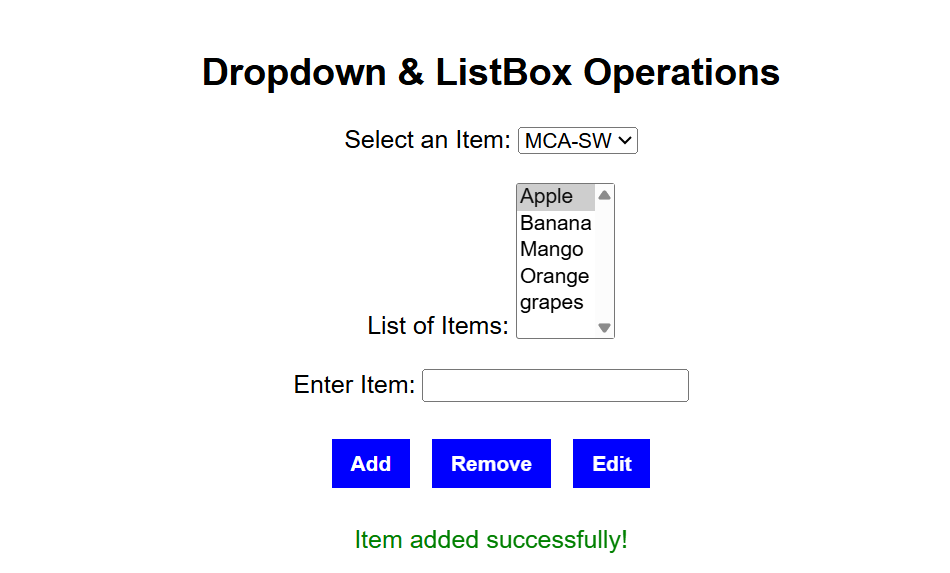 Dropdown & ListBox Operations
Select an Item: MCA-SW
Apple
Banana
Mango
Orange
grapes
List of Items:
Enter Item:
Add Remove Edit
Item added successfully!